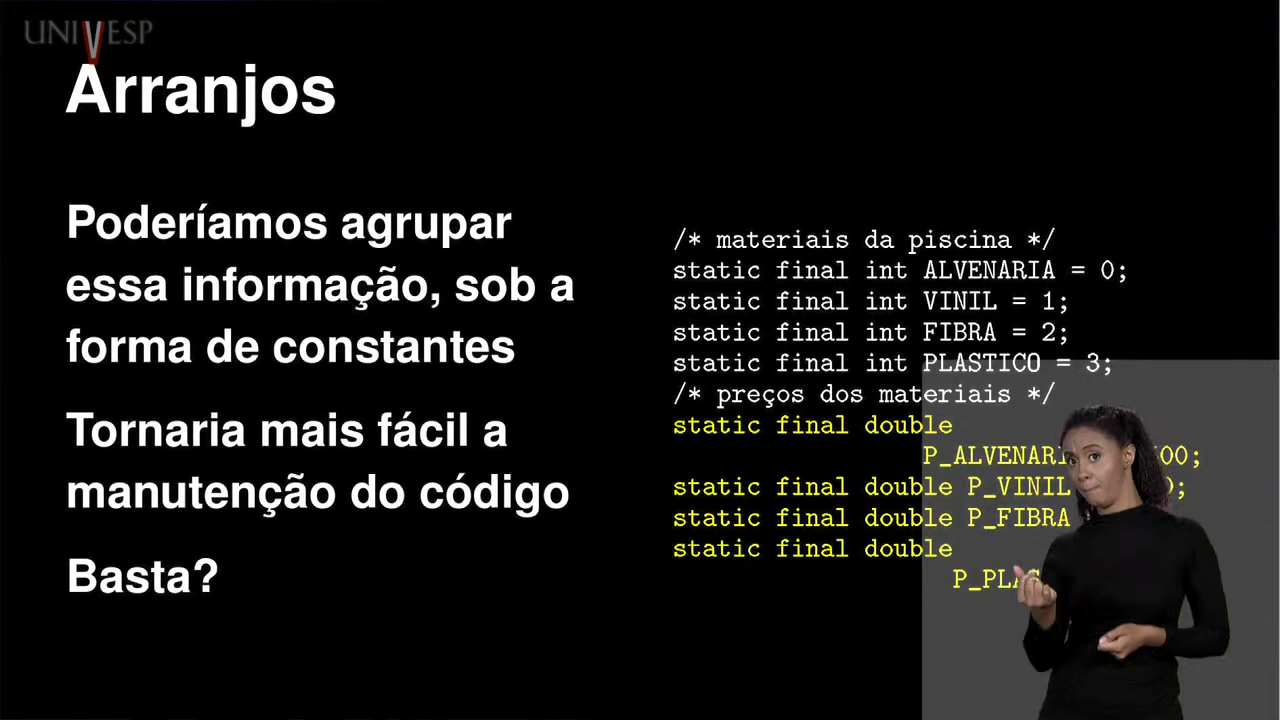 UNIVESP
Arranjos
Poderíamos agrupar
essa informação, sob a
forma de constantes
Tornaria mais fácil a
manutenção do código
Basta?
/* materiais da piscina */
static final int ALVENARIA = 0;
static final int VINIL = 1;
static final int FIBRA = 2;
static final int PLASTICO = 3;
/* preços dos materiais */
static final double
static final double P_VINIL
static final double P_FIBRA
static final double